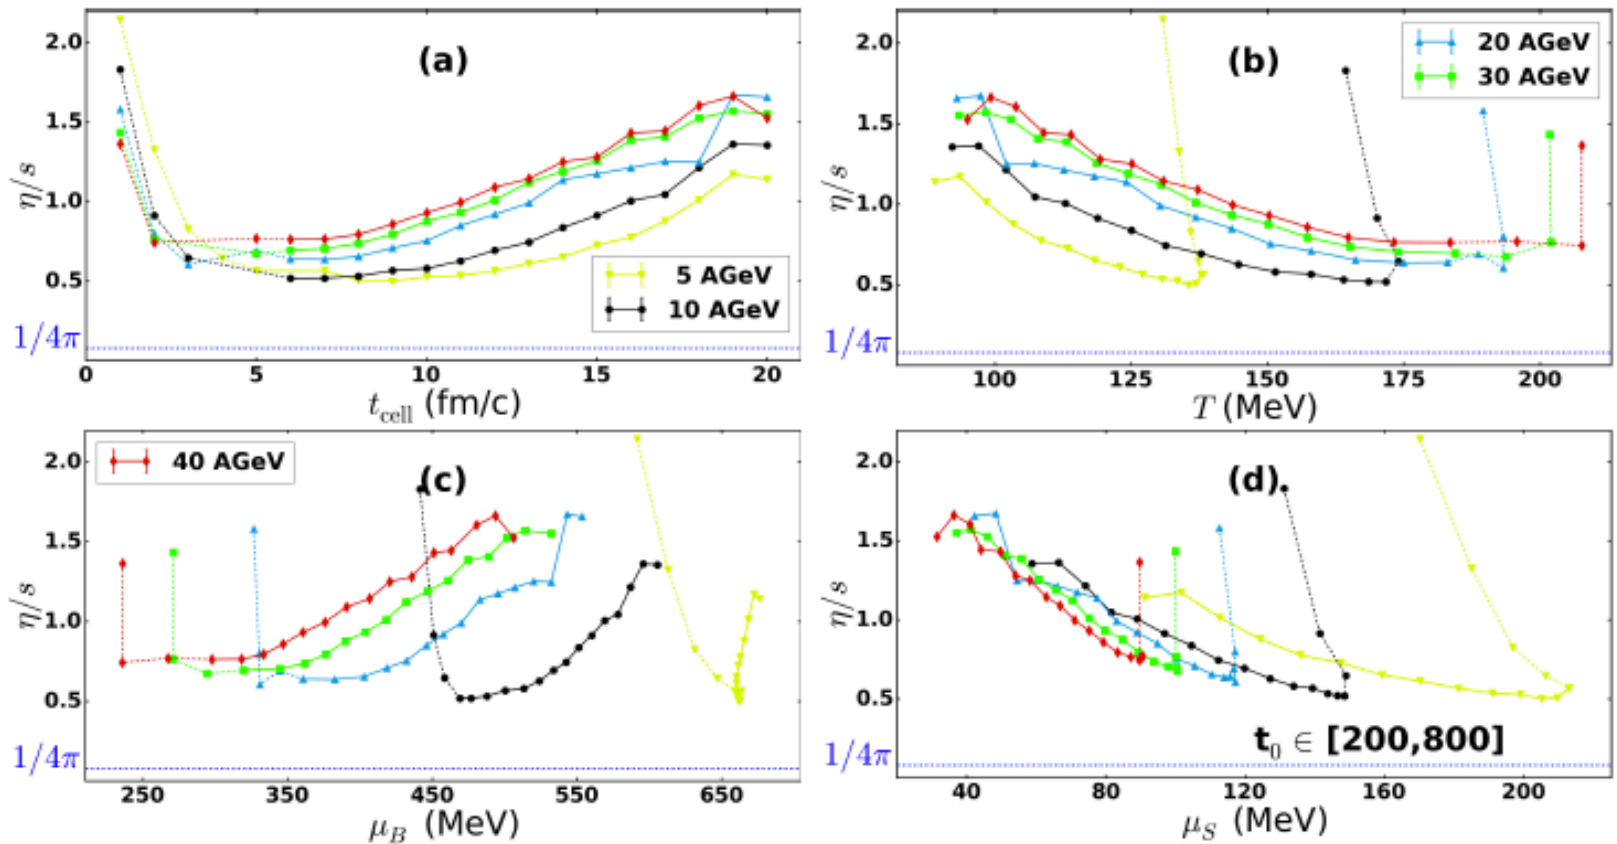 (a)
η/s
2.0
1.5
1.0
0.5
1/4π
5 AGeV
10 AGeV
0 5 10 15 20
t_cell (fm/c)
(b)
η/s
2.0
1.5
1.0
0.5
1/4π
20 AGeV
30 AGeV
100 125 150 175 200
T (MeV)
(c)
η/s
2.0
1.5
1.0
0.5
1/4π
40 AGeV
250 350 450 550 650
μ_B (MeV)
(d)
η/s
2.0
1.5
1.0
0.5
1/4π
t_0 ∈ [200,800]
40 80 120 160 200
μ_S (MeV)